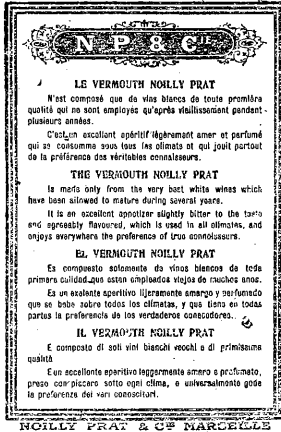 N. P. & Cie
LE VERMOUTH NOILLY PRAT
N'est composé que de vins blancs de toute première
qualité qui ne sont employés qu'après vieillissement pendant
plusieurs années.
C'est un excellent apéritif légèrement amer et parfumé
qui se consomme sous tous les climats et qui jouit partout
de la préférence des véritables connaisseurs.
THE VERMOUTH NOILLY PRAT
Is made only from the very best white wines which
have been allowed to mature during several years.
It is an excellent appetizer slightly bitter to the taste
and agreeably flavoured, which is used in all climates, and
enjoys everywhere the preference of true connoisseurs.
EL VERMOUTH NOILLY PRAT
Es compuesto solamente de vinos blancos de toda
primera calidad que estan empleados viejos de muchos anos.
Es un exelente aperitivo lijeramente amargo y perfumado
que se bebe sobre todos los climatas, y que tiene en todas
partes la preferencia de los verdaderos conecedores.
IL VERMOUTH NOILLY PRAT
E composto di soli vini bianchi vecchi e di primissima
qualità
E un eccellente aperitivo leggermente amaro e profumato,
preso con piacere sotto ogni clima, e universalmente gode
la preferenza dei vari conoscitori.
NOILLY PRAT & Cie MARSEILLE